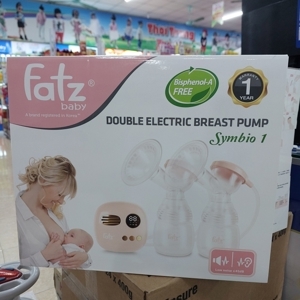 fatz®
baby
Bisphenol-A
FREE
1
YEAR
DOUBLE ELECTRIC BREAST PUMP
Symbio 1